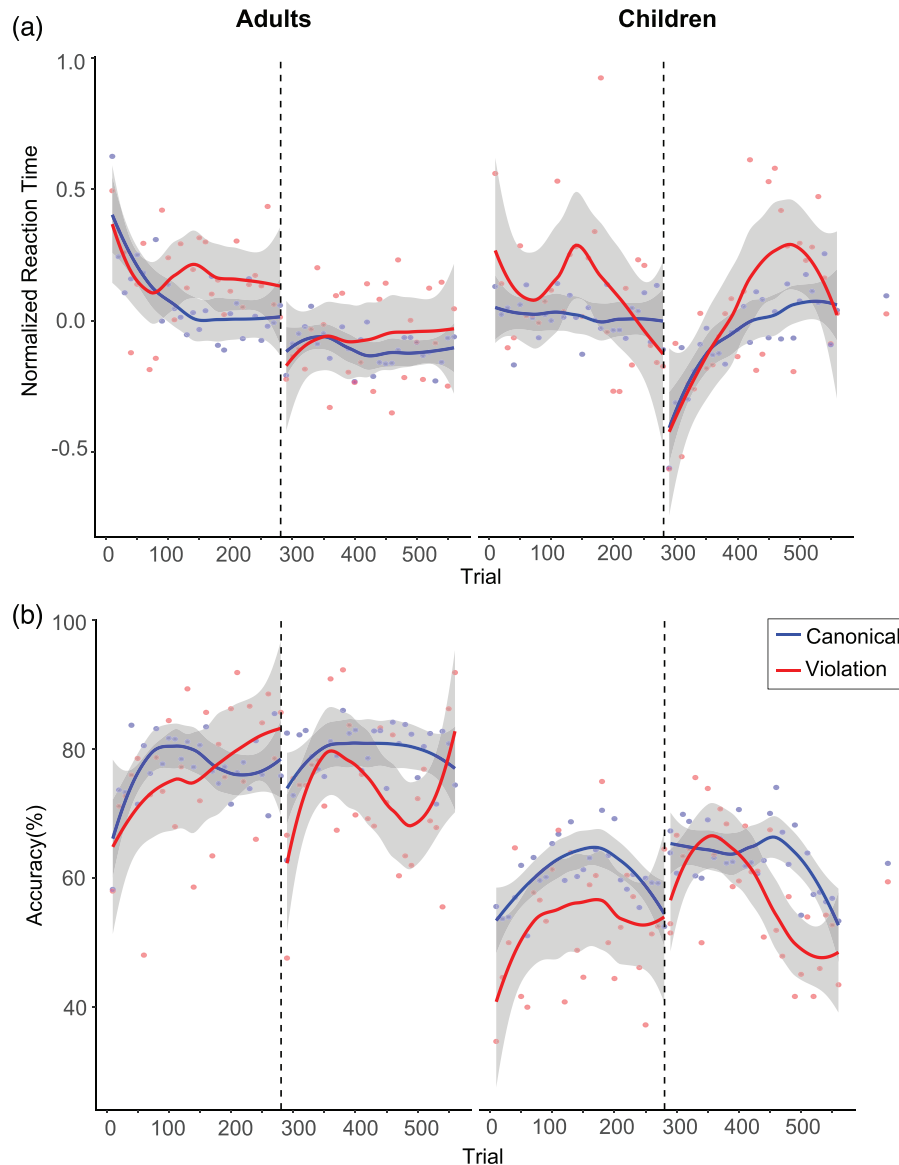 (a)
Adults
Children
Normalized Reaction Time
1.0
0.5
0.0
-0.5
0 100 200 300 400 500
0 100 200 300 400 500
Trial
(b)
Accuracy(%)
100
80
60
40
Canonical
Violation
0 100 200 300 400 500
0 100 200 300 400 500
Trial